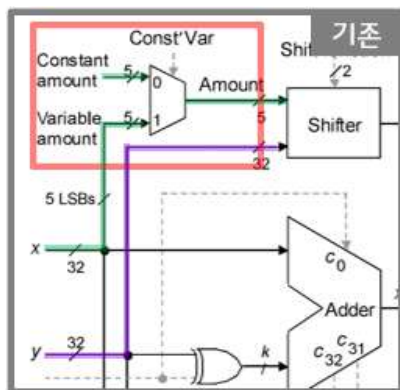 기존
Const'Var
Constant
amount
5
0
Amount
5
/2
Shifter
Variable
amount
5
1
32
5 LSBs
x
32
c0
Adder
y
32
k
c31
c32